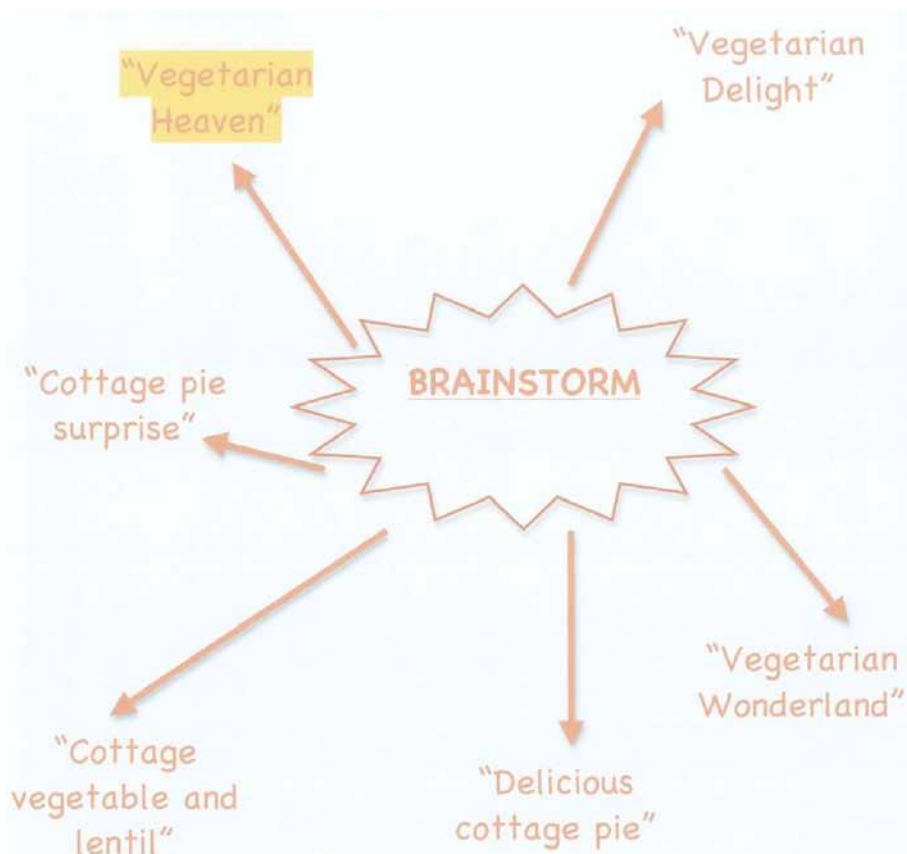 "Vegetarian
Heaven"
"Vegetarian
Delight"
BRAINSTORM
"Cottage pie
surprise"
"Vegetarian
Wonderland"
"Cottage
vegetable and
lentil"
"Delicious
cottage pie"